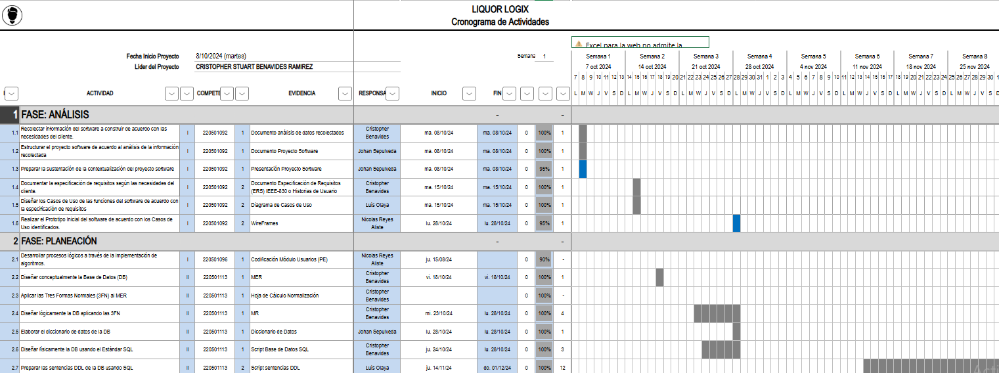 LIQUOR LOGIX
Cronograma de Actividades
Excel para la web no admite la
Fecha Inicio Proyecto 8/10/2024 (martes) Semana 1 Semana 1 Semana 2 Semana 3 Semana 4 Semana 5 Semana 6 Semana 7 Semana 8
Líder del Proyecto CRISTOPHER STUART BENAVIDES RAMIREZ 7 oct 2024 14 oct 2024 21 oct 2024 28 oct 2024 4 nov 2024 11 nov 2024 18 nov 2024 25 nov 2024
7 8 9 10 11 12 13 14 15 16 17 18 19 20 21 22 23 24 25 26 27 28 29 30 31 1 2 3 4 5 6 7 8 9 10 11 12 13 14 15 16 17 18 19 20 21 22 23 24 25 26 27 28 29 30 1
ACTIVIDAD COMPETE EVIDENCIA RESPONSA INICIO FIN L M W J V S D L M W J V S D L M W J V S D L M W J V S D L M W J V S D L M W J V S D L M W J V S D L M W J V S D
1 FASE: ANÁLISIS - -
1.1 Recolectar información del software a construir de acuerdo con las necesidades del cliente. I 220501092 1 Documento análisis de datos recolectados Cristopher Benavides ma. 08/10/24 ma. 08/10/24 0 100% 1
1.2 Estructurar el proyecto software de acuerdo al análisis de la información recolectada I 220501092 1 Documento Proyecto Software Johan Sepulveda ma. 08/10/24 ma. 08/10/24 0 100% 1
1.3 Preparar la sustentación de la contextualización del proyecto software I 220501092 1 Presentación Proyecto Software Johan Sepulveda ma. 08/10/24 ma. 08/10/24 0 95% 1
1.4 Documentar la especificación de requisitos según las necesidades del cliente. I 220501092 2 Documento Especificación de Requisitos (ERS) IEEE-830 o Historias de Usuario Cristopher Benavides ma. 15/10/24 ma. 15/10/24 0 100% 1
1.5 Diseñar los Casos de Uso de las funciones del software de acuerdo con la especificación de requisitos I 220501092 2 Diagrama de Casos de Uso Luis Olaya ma. 15/10/24 ma. 15/10/24 0 100% 1
1.6 Realizar el Prototipo Inicial del software de acuerdo con los Casos de Uso identificados. I 220501092 2 WireFrames Nicolas Reyes Aliste lu. 28/10/24 lu. 28/10/24 0 95% 1
2 FASE: PLANEACIÓN - -
2.1 Desarrollar procesos lógicos a través de la implementación de algoritmos. I 220501096 1 Codificación Módulo Usuarios (PE) Nicolas Reyes Aliste ju. 15/08/24 0 90% -
2.2 Diseñar conceptualmente la Base de Datos (DB) II 220501113 1 MER Cristopher Benavides vi. 18/10/24 vi. 18/10/24 0 100% 1
2.3 Aplicar las Tres Formas Normales (3FN) al MER II 220501113 1 Hoja de Cálculo Normalización Cristopher Benavides 0 100% -
2.4 Diseñar lógicamente la DB aplicando las 3FN II 220501113 1 MR Cristopher Benavides mi. 23/10/24 lu. 28/10/24 0 100% 4
2.5 Elaborar el diccionario de datos de la DB II 220501113 1 Diccionario de Datos Johan Sepulveda lu. 28/10/24 lu. 28/10/24 0 100% 1
2.6 Diseñar físicamente la DB usando el Estándar SQL II 220501113 1 Script Base de Datos SQL Cristopher Benavides ju. 24/10/24 lu. 28/10/24 0 100% 3
2.7 Preparar las sentencias DDL de la DB usando SQL II 220501113 2 Script sentencias DDL Luis Olaya ju. 14/11/24 do. 01/12/24 0 100% 12